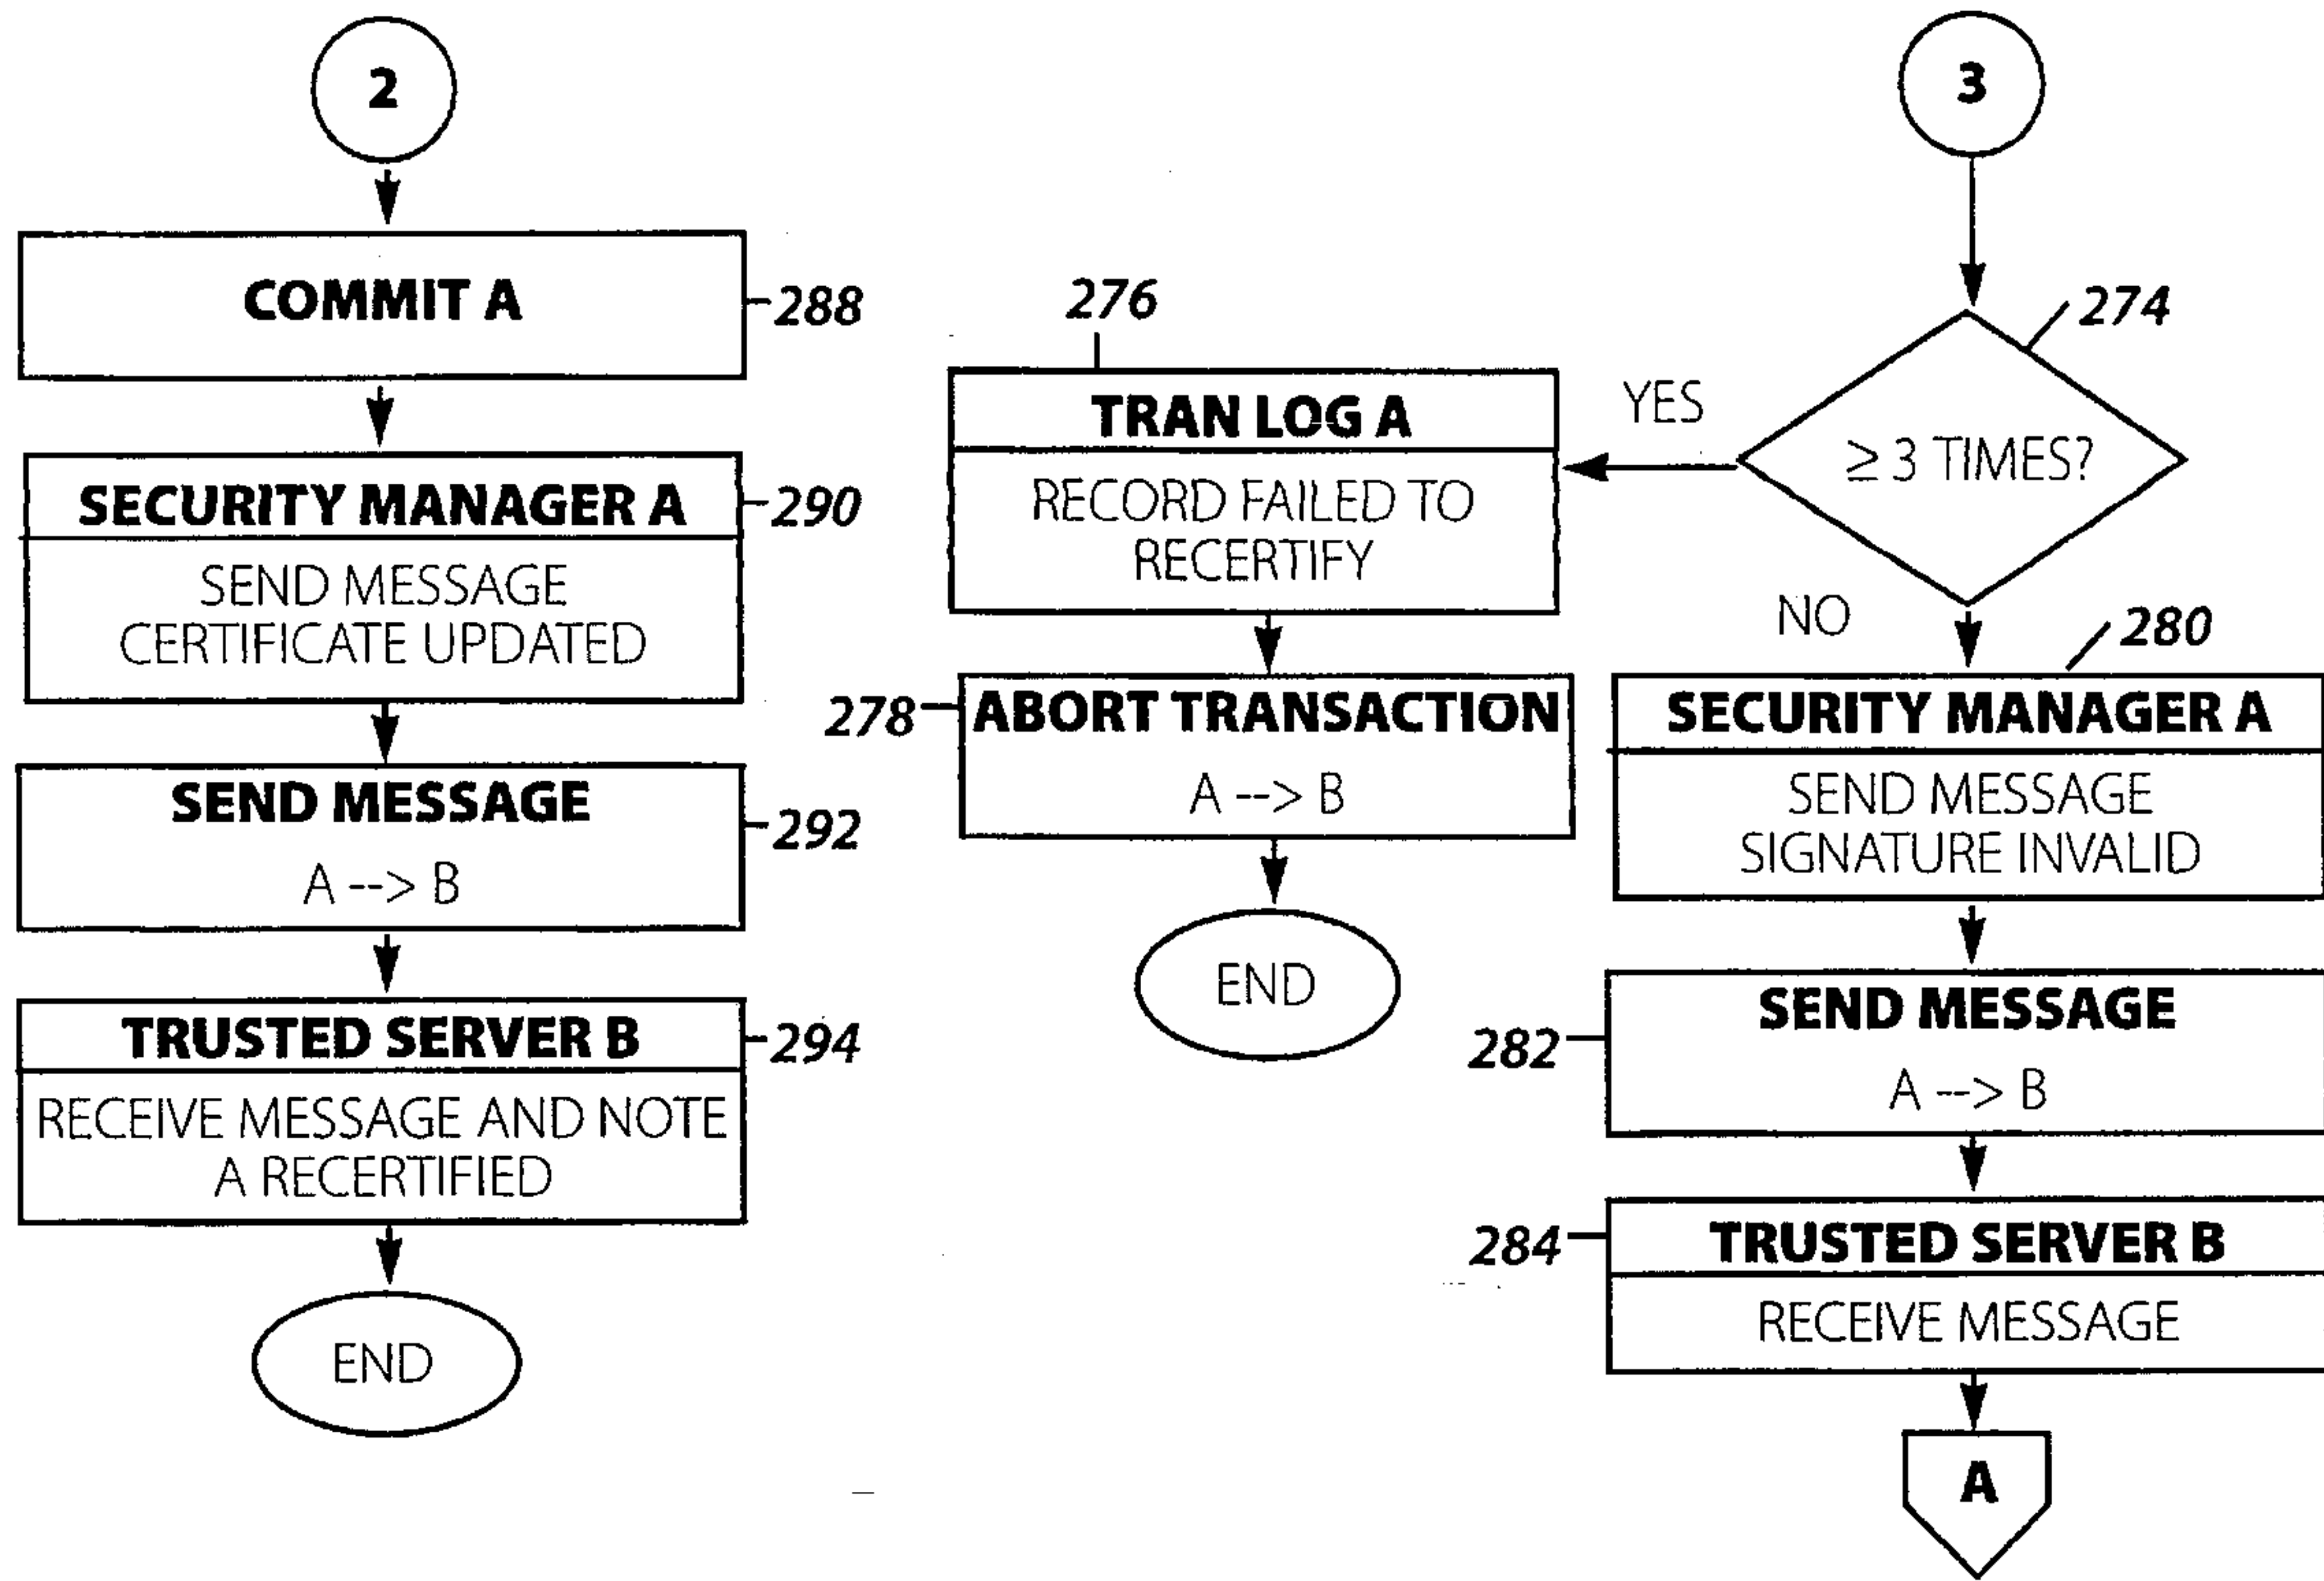 2
COMMIT A
288
SECURITY MANAGER A
290
SEND MESSAGE
CERTIFICATE UPDATED
SEND MESSAGE
292
A --> B
TRUSTED SERVER B
294
RECEIVE MESSAGE AND NOTE
A RECERTIFIED
END
276
TRAN LOG A
RECORD FAILED TO
RECERTIFY
278
ABORT TRANSACTION
A --> B
END
3
274
≥ 3 TIMES?
YES
NO
280
SECURITY MANAGER A
SEND MESSAGE
SIGNATURE INVALID
SEND MESSAGE
282
A --> B
284
TRUSTED SERVER B
RECEIVE MESSAGE
A